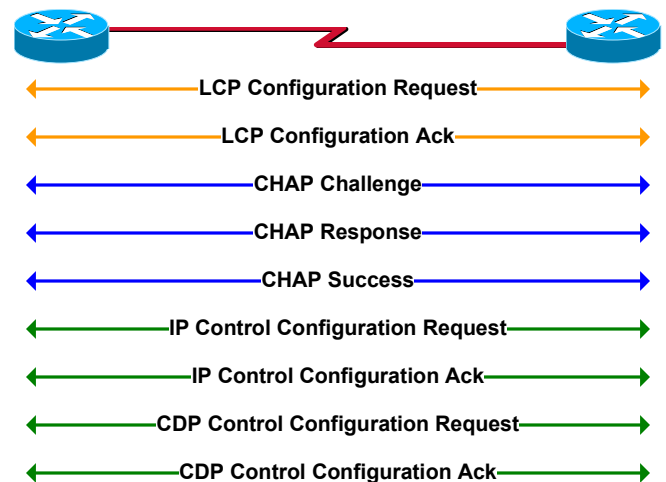 LCP Configuration Request
LCP Configuration Ack
CHAP Challenge
CHAP Response
CHAP Success
IP Control Configuration Request
IP Control Configuration Ack
CDP Control Configuration Request
CDP Control Configuration Ack